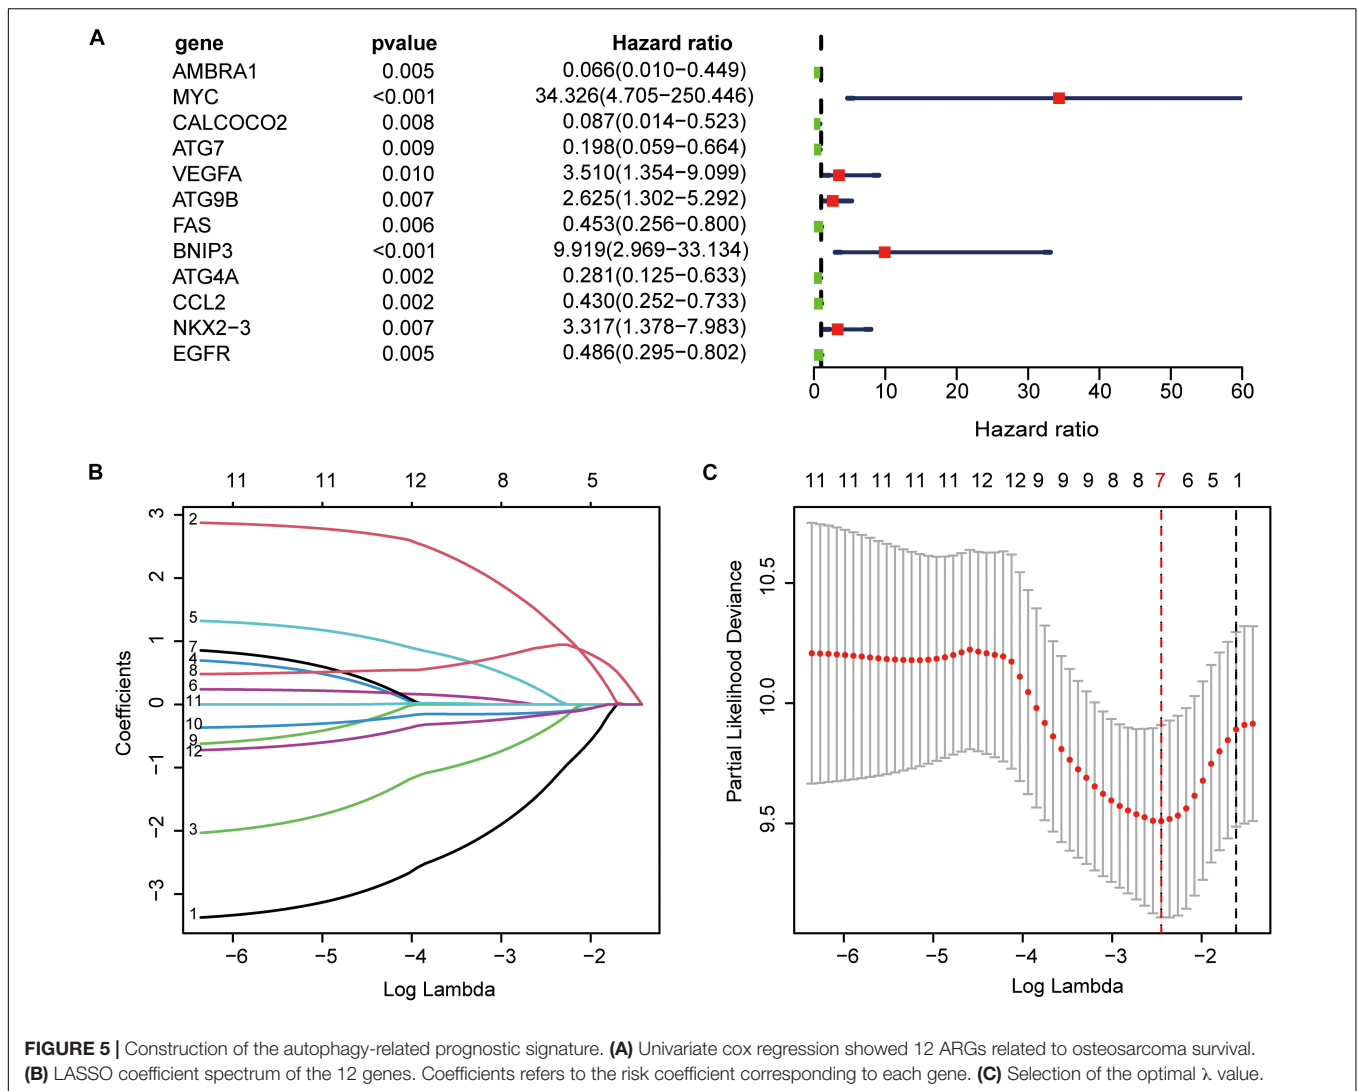 A
gene pvalue Hazard ratio
AMBRA1 0.005 0.066(0.010−0.449)
MYC <0.001 34.326(4.705−250.446)
CALCOCO2 0.008 0.087(0.014−0.523)
ATG7 0.009 0.198(0.059−0.664)
VEGFA 0.010 3.510(1.354−9.099)
ATG9B 0.007 2.625(1.302−5.292)
FAS 0.006 0.453(0.256−0.800)
BNIP3 <0.001 9.919(2.969−33.134)
ATG4A 0.002 0.281(0.125−0.633)
CCL2 0.002 0.430(0.252−0.733)
NKX2−3 0.007 3.317(1.378−7.983)
EGFR 0.005 0.486(0.295−0.802)
0 10 20 30 40 50 60
Hazard ratio
B
11 11 12 8 5
3
2
1
0
−1
−2
−3
Coefficients
2
5
7
4
8
6
11
10
9
12
3
1
−6 −5 −4 −3 −2
Log Lambda
C
11 11 11 11 11 12 12 9 9 9 8 8 7 6 5 1
10.5
10.0
9.5
Partial Likelihood Deviance
−6 −5 −4 −3 −2
Log Lambda
FIGURE 5 | Construction of the autophagy-related prognostic signature. (A) Univariate cox regression showed 12 ARGs related to osteosarcoma survival.
(B) LASSO coefficient spectrum of the 12 genes. Coefficients refers to the risk coefficient corresponding to each gene. (C) Selection of the optimal λ value.